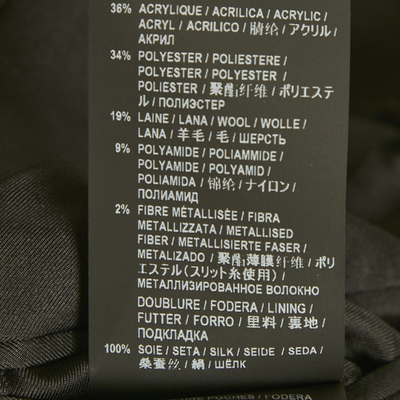 36% ACRYLIQUE / ACRILICA / ACRYLIC /
ACRYL / ACRILICO / 腈纶 / アクリル /
АКРИЛ
34% POLYESTER / POLIESTERE /
POLYESTER / POLYESTER /
POLIESTER / 聚酯纤维 / ポリエステ
ル / ПОЛИЭСТЕР
19% LAINE / LANA / WOOL / WOLLE /
LANA / 羊毛 / 毛 / ШЕРСТЬ
9% POLYAMIDE / POLIAMMIDE /
POLYAMIDE / POLYAMID /
POLIAMIDA / 锦纶 / ナイロン /
ПОЛИАМИД
2% FIBRE MÉTALLISÉE / FIBRA
METALLIZZATA / METALLISED
FIBER / METALLISIERTE FASER /
METALIZADO / 聚酯薄膜纤维 / ポリ
エステル(スリット糸使用) /
МЕТАЛЛИЗИРОВАННОЕ ВОЛОКНО
DOUBLURE / FODERA / LINING /
FUTTER / FORRO / 里料 / 裏地 /
ПОДКЛАДКА
100% SOIE / SETA / SILK / SEIDE / SEDA /
桑蚕丝 / 絹 / ШЁЛК
POCHES / FODERA